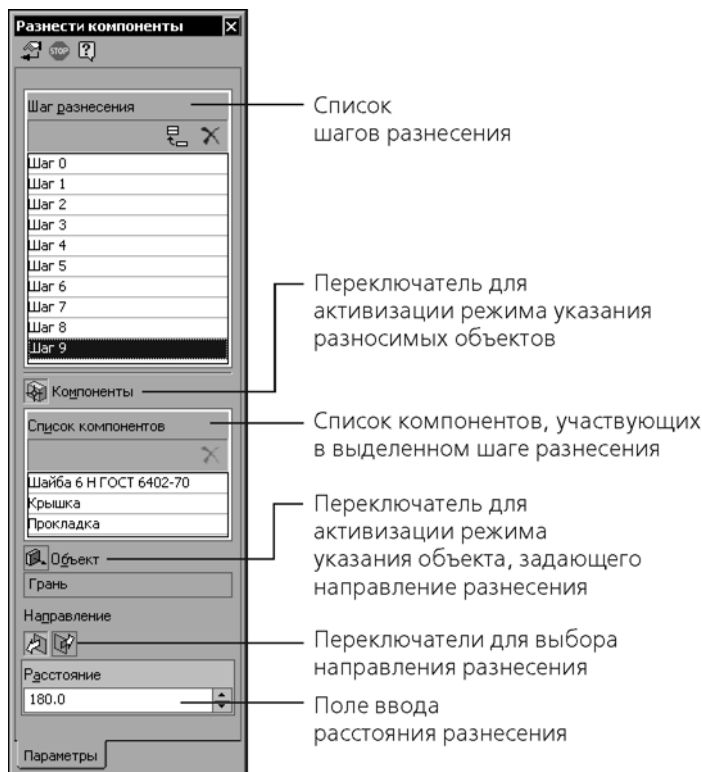 Разнести компоненты
STOP
Шаг разнесения
Шаг 0
Шаг 1
Шаг 2
Шаг 3
Шаг 4
Шаг 5
Шаг 6
Шаг 7
Шаг 8
Шаг 9
Компоненты
Список компонентов
Шайба 6 Н ГОСТ 6402-70
Крышка
Прокладка
Объект
Грань
Направление
Расстояние
180.0
Параметры
Список
шагов разнесения
Переключатель для
активизации режима указания
разносимых объектов
Список компонентов, участвующих
в выделенном шаге разнесения
Переключатель для
активизации режима
указания объекта, задающего
направление разнесения
Переключатели для выбора
направления разнесения
Поле ввода
расстояния разнесения